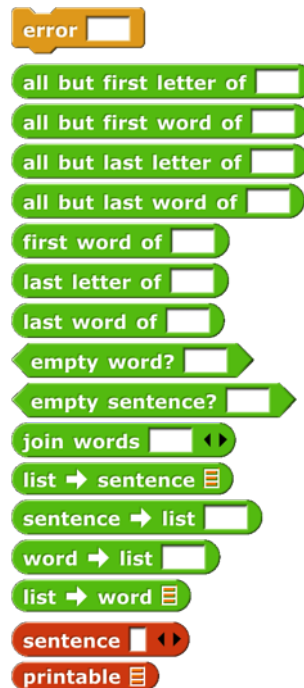 error
all but first letter of
all but first word of
all but last letter of
all but last word of
first word of
last letter of
last word of
empty word?
empty sentence?
join words
list ➔ sentence
sentence ➔ list
word ➔ list
list ➔ word
sentence
printable